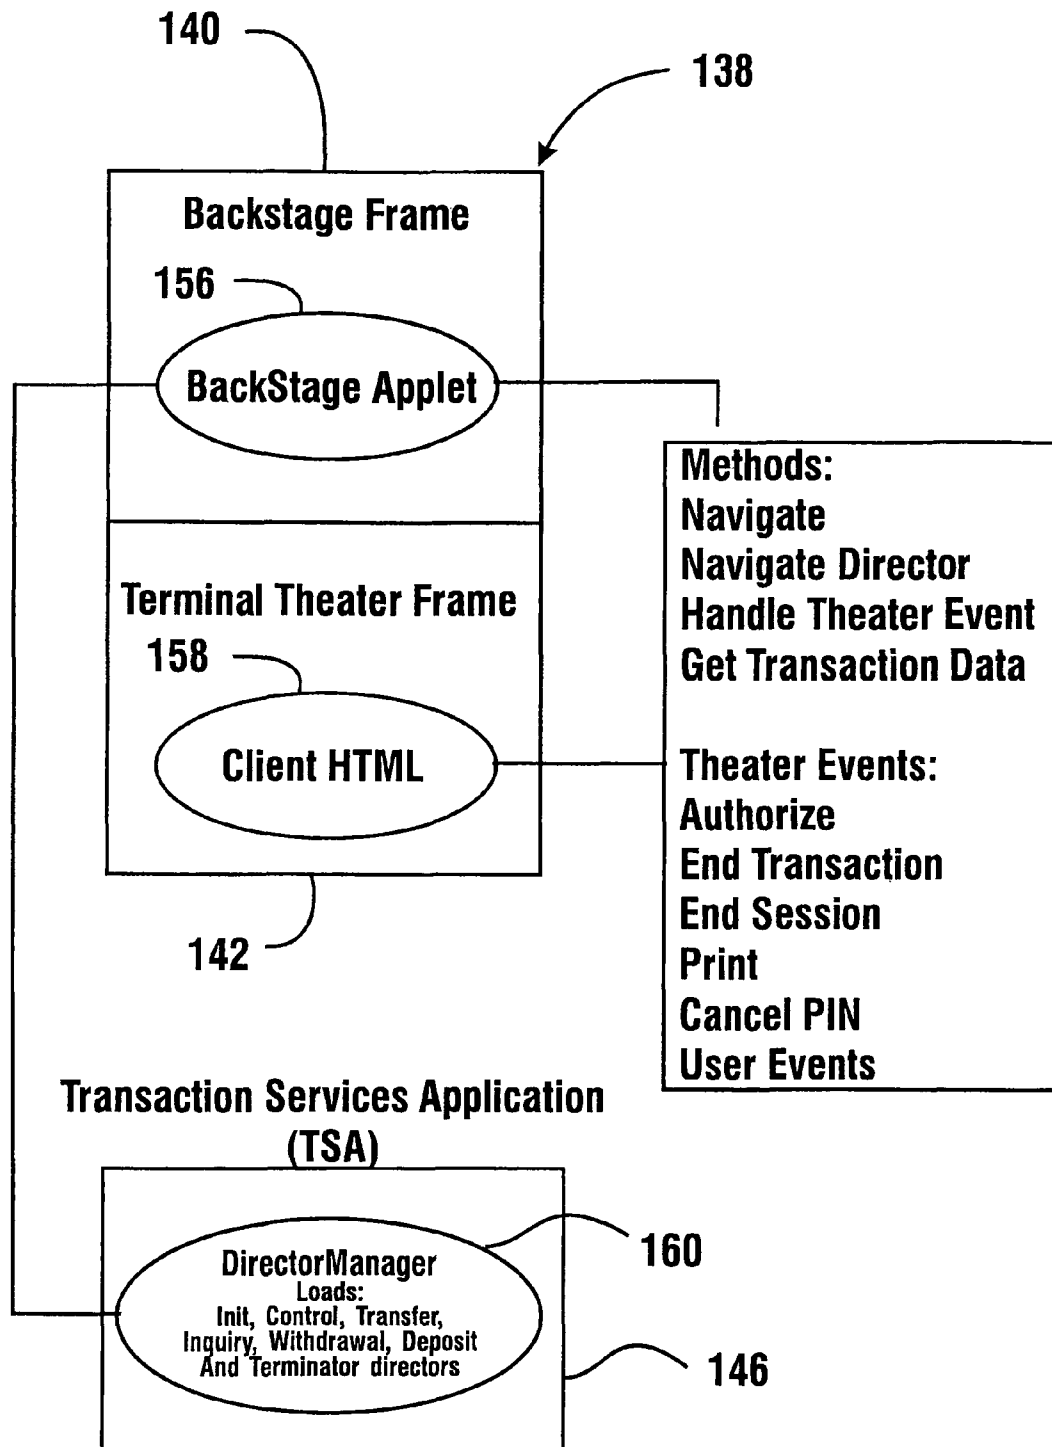 140
138
Backstage Frame
156
BackStage Applet
Methods:
Navigate
Navigate Director
Handle Theater Event
Get Transaction Data
Theater Events:
Authorize
End Transaction
End Session
Print
Cancel PIN
User Events
Terminal Theater Frame
158
Client HTML
142
Transaction Services Application
(TSA)
DirectorManager
Loads:
Init, Control, Transfer,
Inquiry, Withdrawal, Deposit
And Terminator directors
160
146